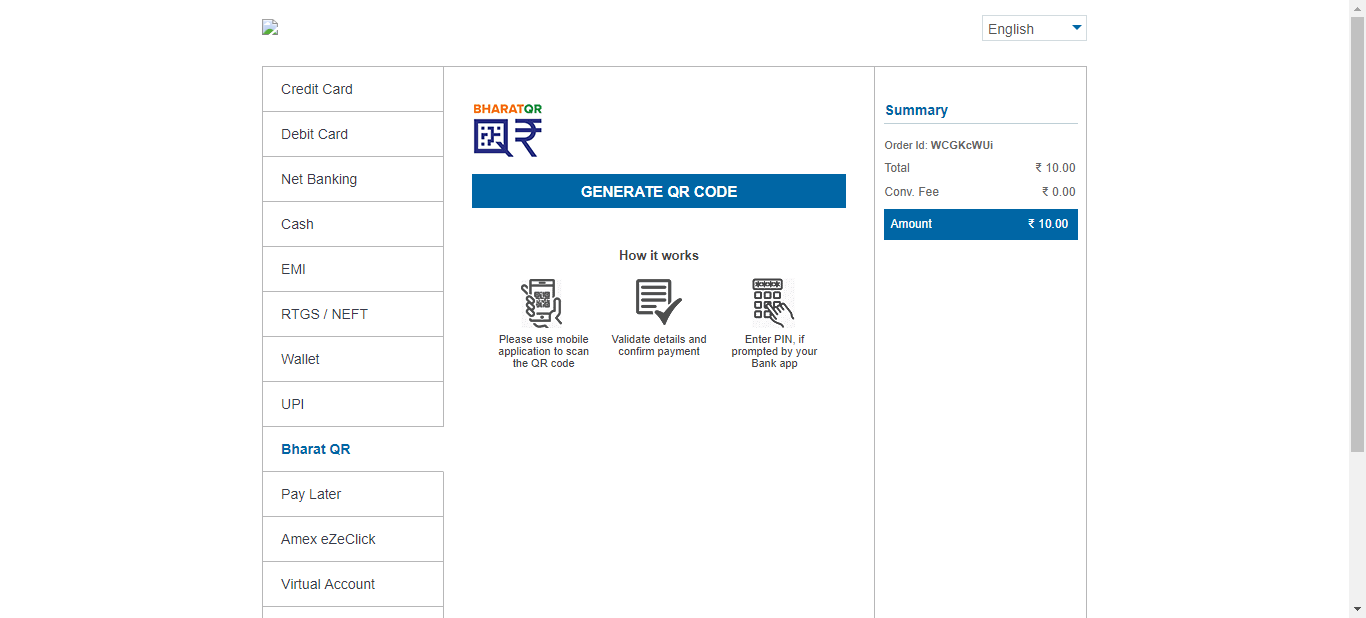 English
Credit Card
Debit Card
Net Banking
Cash
EMI
RTGS / NEFT
Wallet
UPI
Bharat QR
Pay Later
Amex eZeClick
Virtual Account
BHARATQR
GENERATE QR CODE
How it works
Please use mobile
application to scan
the QR code
Validate details and
confirm payment
Enter PIN, if
prompted by your
Bank app
Summary
Order Id: WCGKcWUi
Total ₹ 10.00
Conv. Fee ₹ 0.00
Amount ₹ 10.00